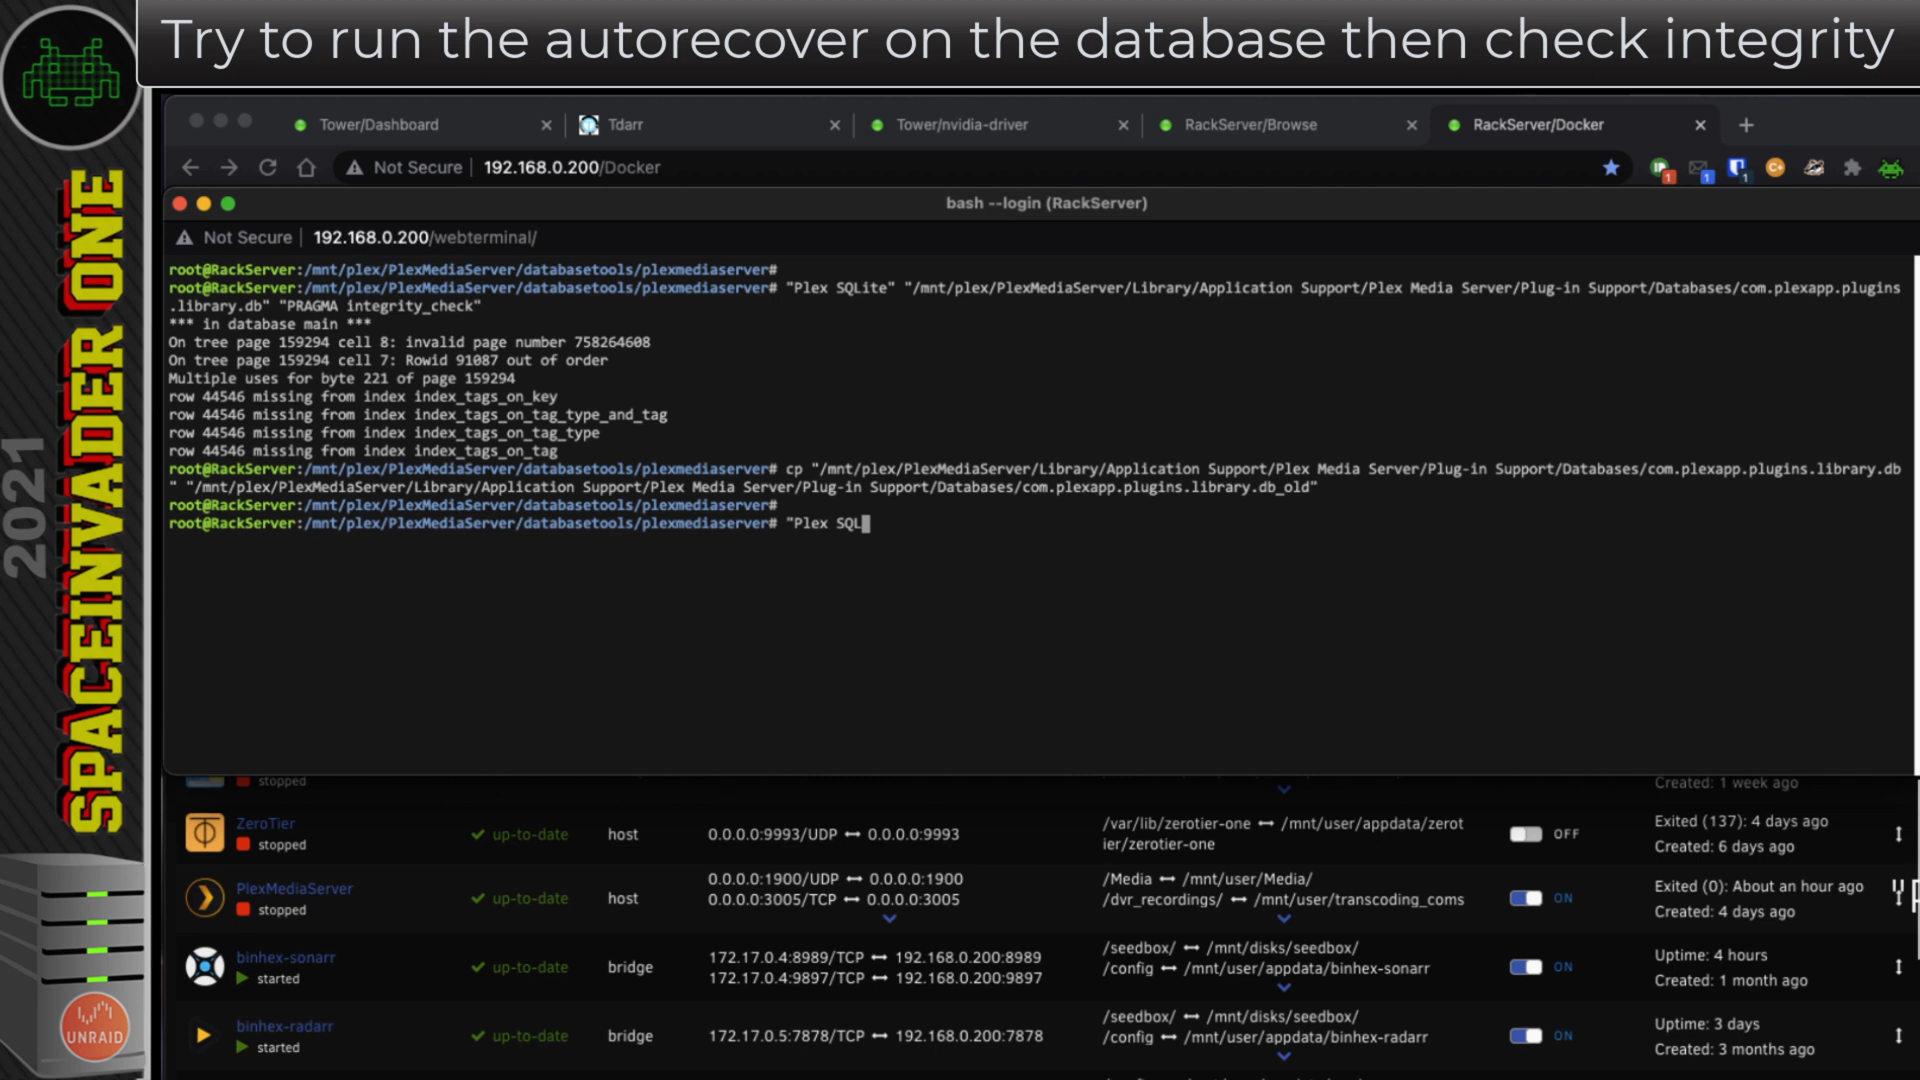 Try to run the autorecover on the database then check integrity
Tower/Dashboard
Tdarr
Tower/nvidia-driver
RackServer/Browse
RackServer/Docker
Not Secure 192.168.0.200/Docker
1 1 1
bash --login (RackServer)
Not Secure 192.168.0.200/webterminal/
root@RackServer:/mnt/plex/PlexMediaServer/databasetools/plexmediaserver#
root@RackServer:/mnt/plex/PlexMediaServer/databasetools/plexmediaserver# "Plex SQLite" "/mnt/plex/PlexMediaServer/Library/Application Support/Plex Media Server/Plug-in Support/Databases/com.plexapp.plugins
.library.db" "PRAGMA integrity_check"
*** in database main ***
On tree page 159294 cell 8: invalid page number 758264608
On tree page 159294 cell 7: Rowid 91087 out of order
Multiple uses for byte 221 of page 159294
row 44546 missing from index index_tags_on_key
row 44546 missing from index index_tags_on_tag_type_and_tag
row 44546 missing from index index_tags_on_tag_type
row 44546 missing from index index_tags_on_tag
root@RackServer:/mnt/plex/PlexMediaServer/databasetools/plexmediaserver# cp "/mnt/plex/PlexMediaServer/Library/Application Support/Plex Media Server/Plug-in Support/Databases/com.plexapp.plugins.library.db
" "/mnt/plex/PlexMediaServer/Library/Application Support/Plex Media Server/Plug-in Support/Databases/com.plexapp.plugins.library.db_old"
root@RackServer:/mnt/plex/PlexMediaServer/databasetools/plexmediaserver#
root@RackServer:/mnt/plex/PlexMediaServer/databasetools/plexmediaserver# "Plex SQL
stopped
Created: 1 week ago
ZeroTier
stopped
up-to-date
host
0.0.0.0:9993/UDP ↔ 0.0.0.0:9993
/var/lib/zerotier-one ↔ /mnt/user/appdata/zerot
ier/zerotier-one
OFF
Exited (137): 4 days ago
Created: 6 days ago
PlexMediaServer
stopped
up-to-date
host
0.0.0.0:1900/UDP ↔ 0.0.0.0:1900
0.0.0.0:3005/TCP ↔ 0.0.0.0:3005
/Media ↔ /mnt/user/Media/
/dvr_recordings/ ↔ /mnt/user/transcoding_coms
ON
Exited (0): About an hour ago
Created: 4 days ago
binhex-sonarr
started
up-to-date
bridge
172.17.0.4:8989/TCP ↔ 192.168.0.200:8989
172.17.0.4:9897/TCP ↔ 192.168.0.200:9897
/seedbox/ ↔ /mnt/disks/seedbox/
/config ↔ /mnt/user/appdata/binhex-sonarr
ON
Uptime: 4 hours
Created: 1 month ago
binhex-radarr
started
up-to-date
bridge
172.17.0.5:7878/TCP ↔ 192.168.0.200:7878
/seedbox/ ↔ /mnt/disks/seedbox/
/config ↔ /mnt/user/appdata/binhex-radarr
ON
Uptime: 3 days
Created: 3 months ago
2021
SPACEINVADER ONE
UNRAID